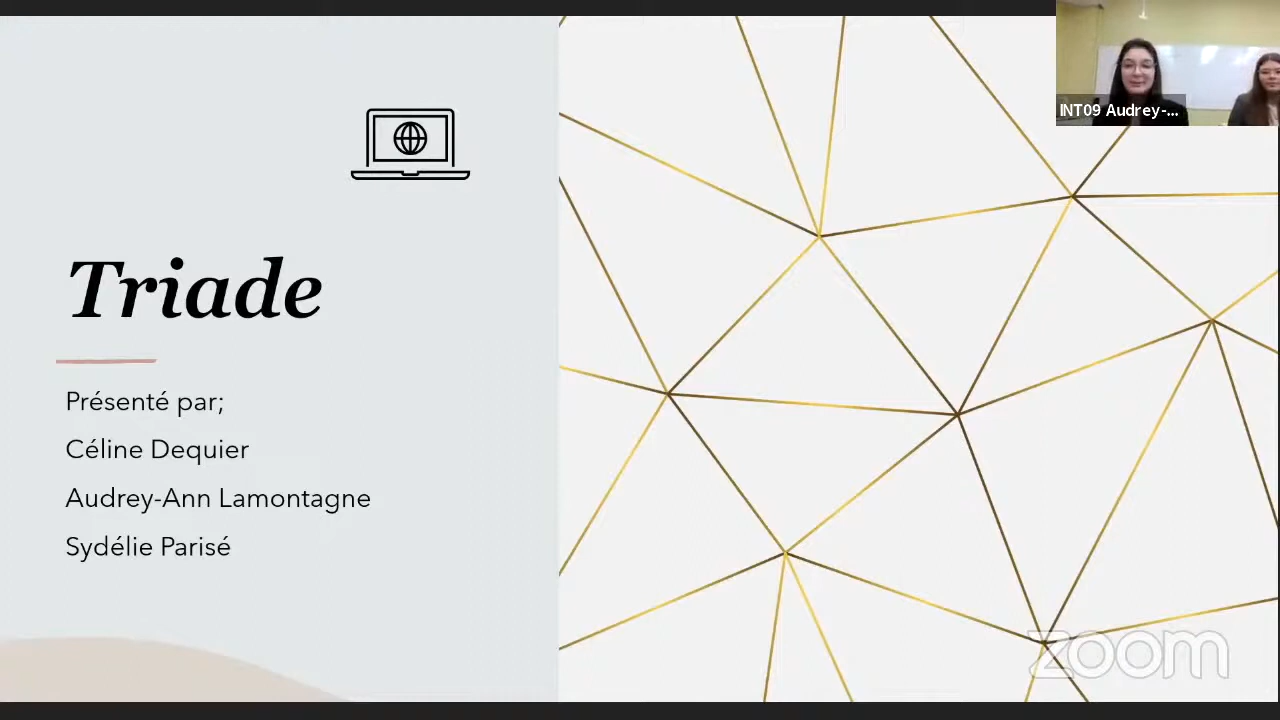 INT09 Audrey-...
Triade
Présenté par;
Céline Dequier
Audrey-Ann Lamontagne
Sydélie Parisé
zoom